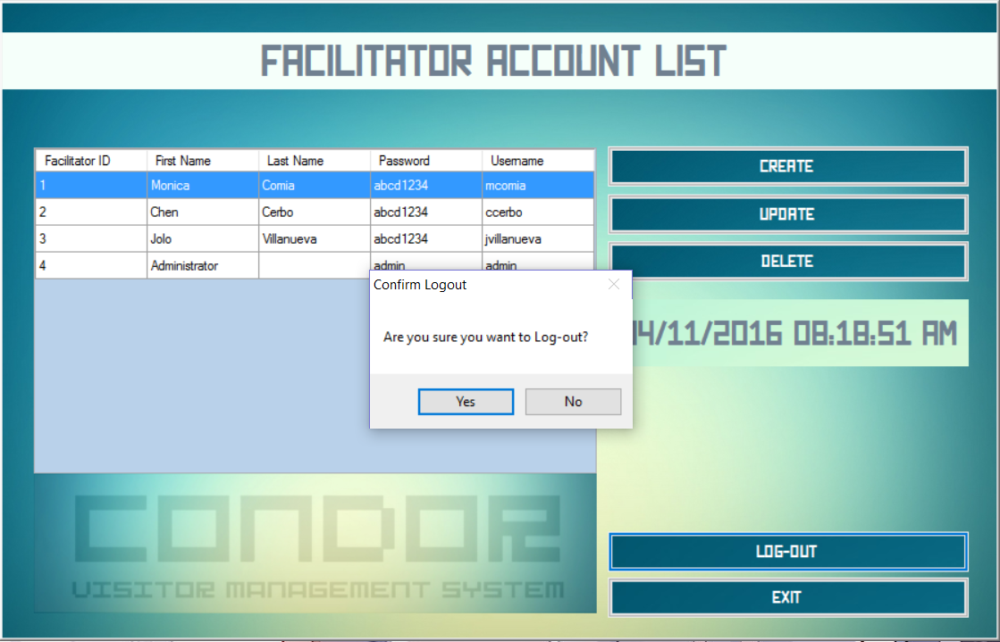 FACILITATOR ACCOUNT LIST
Facilitator ID First Name Last Name Password Username
1 Monica Comia abcd1234 mcomia
2 Chen Cerbo abcd1234 ccerbo
3 Jolo Villanueva abcd1234 jvillanueva
4 Administrator admin admin
CREATE
UPDATE
DELETE
Confirm Logout
Are you sure you want to Log-out?
Yes No
4/11/2016 08:18:51 AM
CONDOR
VISITOR MANAGEMENT SYSTEM
LOG-OUT
EXIT